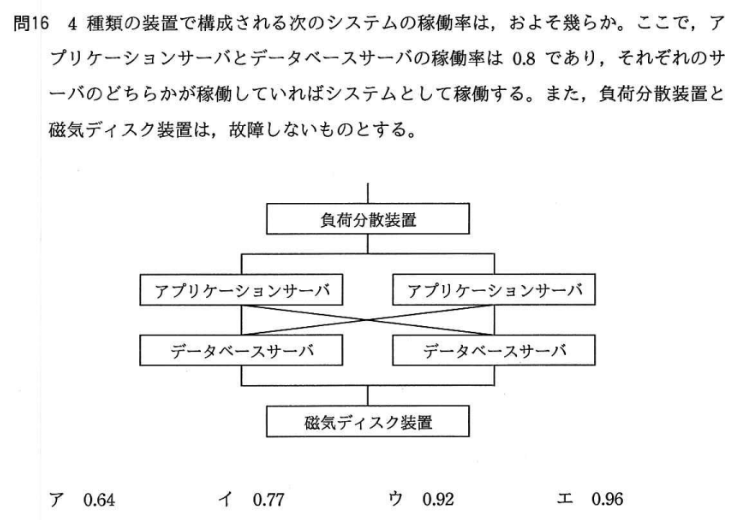 問16 4 種類の装置で構成される次のシステムの稼働率は，およそ幾らか。ここで，ア
プリケーションサーバとデータベースサーバの稼働率は 0.8 であり，それぞれのサ
ーバのどちらかが稼働していればシステムとして稼働する。また，負荷分散装置と
磁気ディスク装置は，故障しないものとする。
負荷分散装置
アプリケーションサーバ アプリケーションサーバ
データベースサーバ データベースサーバ
磁気ディスク装置
ア 0.64 イ 0.77 ウ 0.92 エ 0.96